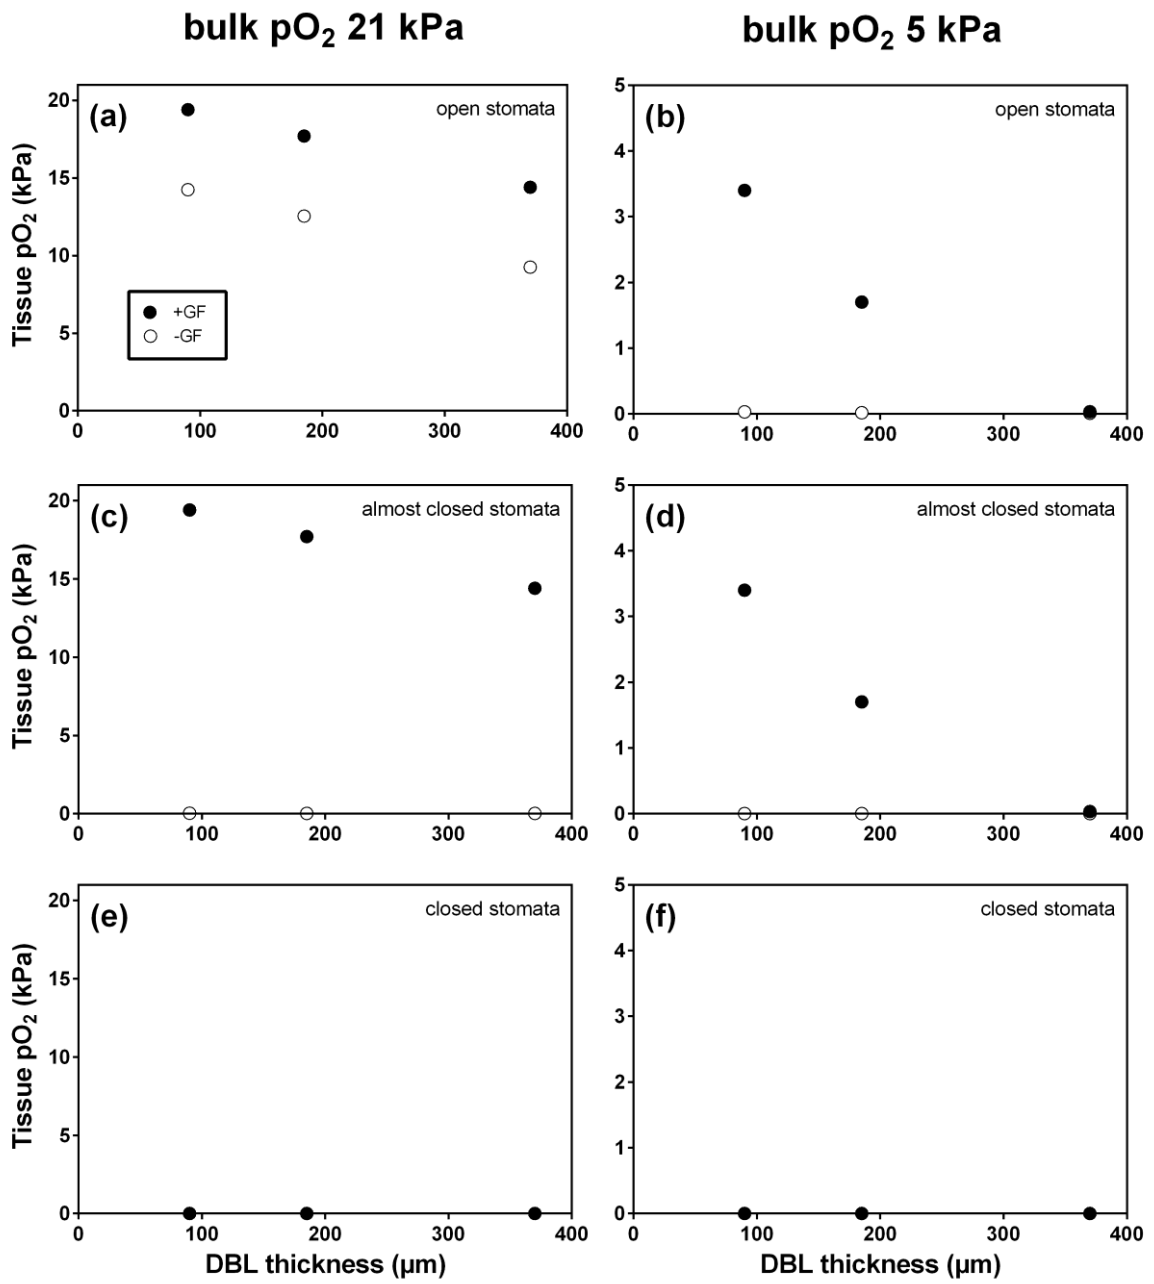 bulk pO₂ 21 kPa
bulk pO₂ 5 kPa
(a)
open stomata
Tissue pO₂ (kPa)
20
15
10
5
0
+GF
-GF
0 100 200 300 400
(b)
open stomata
5
4
3
2
1
0
0 100 200 300 400
(c)
almost closed stomata
Tissue pO₂ (kPa)
20
15
10
5
0
0 100 200 300 400
(d)
almost closed stomata
5
4
3
2
1
0
0 100 200 300 400
(e)
closed stomata
Tissue pO₂ (kPa)
20
15
10
5
0
0 100 200 300 400
DBL thickness (µm)
(f)
closed stomata
5
4
3
2
1
0
0 100 200 300 400
DBL thickness (µm)